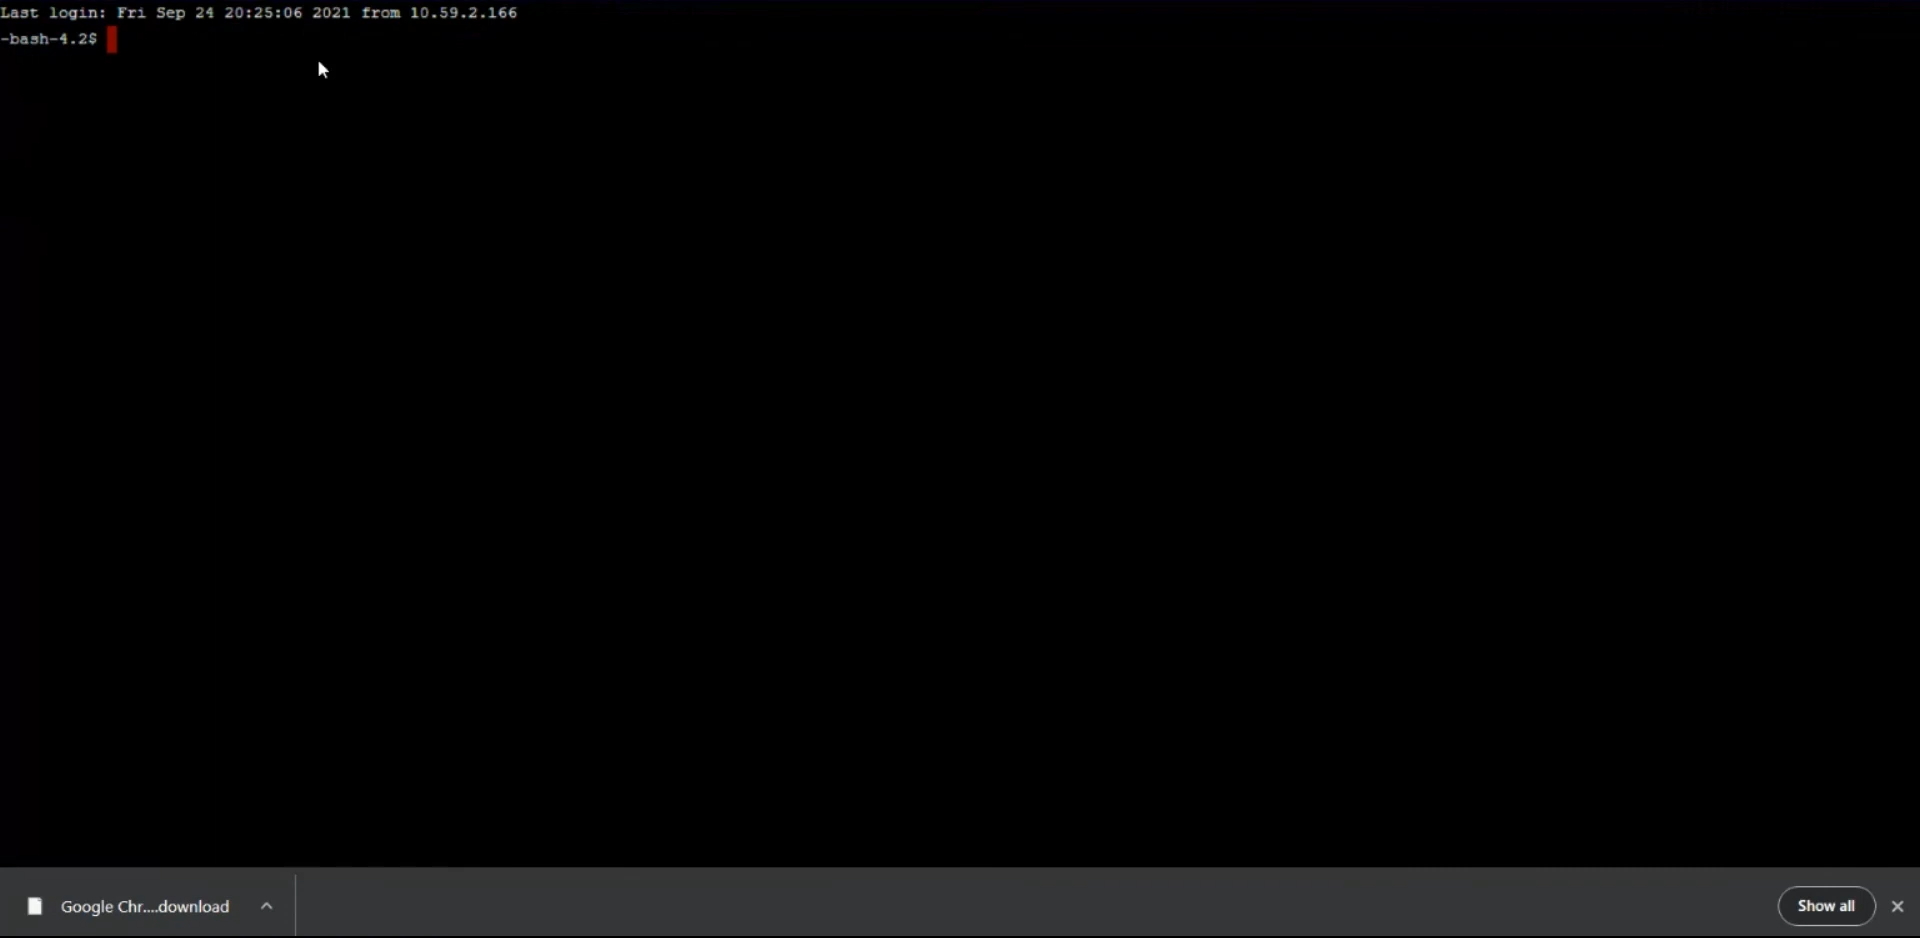 Last login: Fri Sep 24 20:25:06 2021 from 10.59.2.166
-bash-4.2$
Google Chr....download
Show all